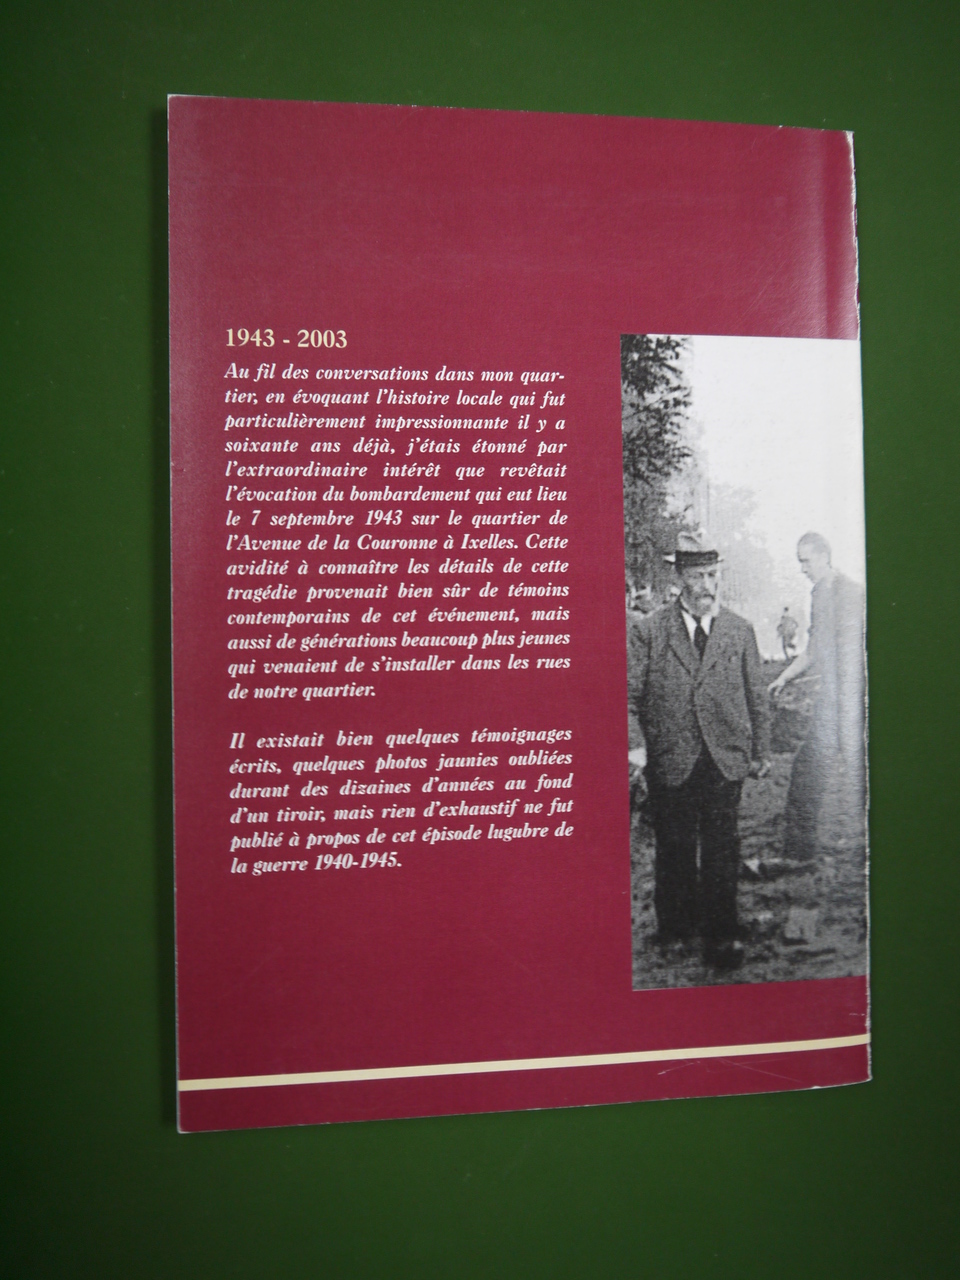 1943 - 2003
Au fil des conversations dans mon quar-
tier, en évoquant l'histoire locale qui fut
particulièrement impressionnante il y a
soixante ans déjà, j'étais étonné par
l'extraordinaire intérêt que revêtait
l'évocation du bombardement qui eut lieu
le 7 septembre 1943 sur le quartier de
l'Avenue de la Couronne à Ixelles. Cette
avidité à connaître les détails de cette
tragédie provenait bien sûr de témoins
contemporains de cet événement, mais
aussi de générations beaucoup plus jeunes
qui venaient de s'installer dans les rues
de notre quartier.
Il existait bien quelques témoignages
écrits, quelques photos jaunies oubliées
durant des dizaines d'années au fond
d'un tiroir, mais rien d'exhaustif ne fut
publié à propos de cet épisode lugubre de
la guerre 1940-1945.